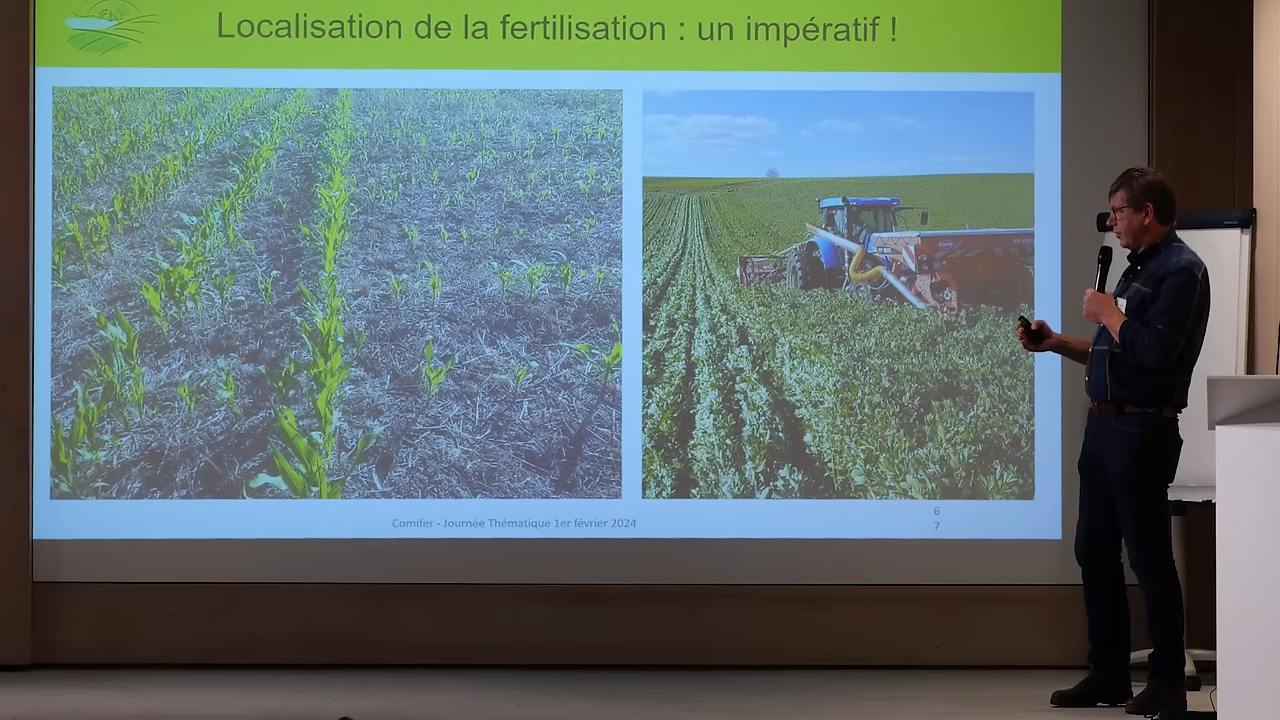 Localisation de la fertilisation : un impératif !
Comifer - Journée Thématique 1er février 2024
6
7